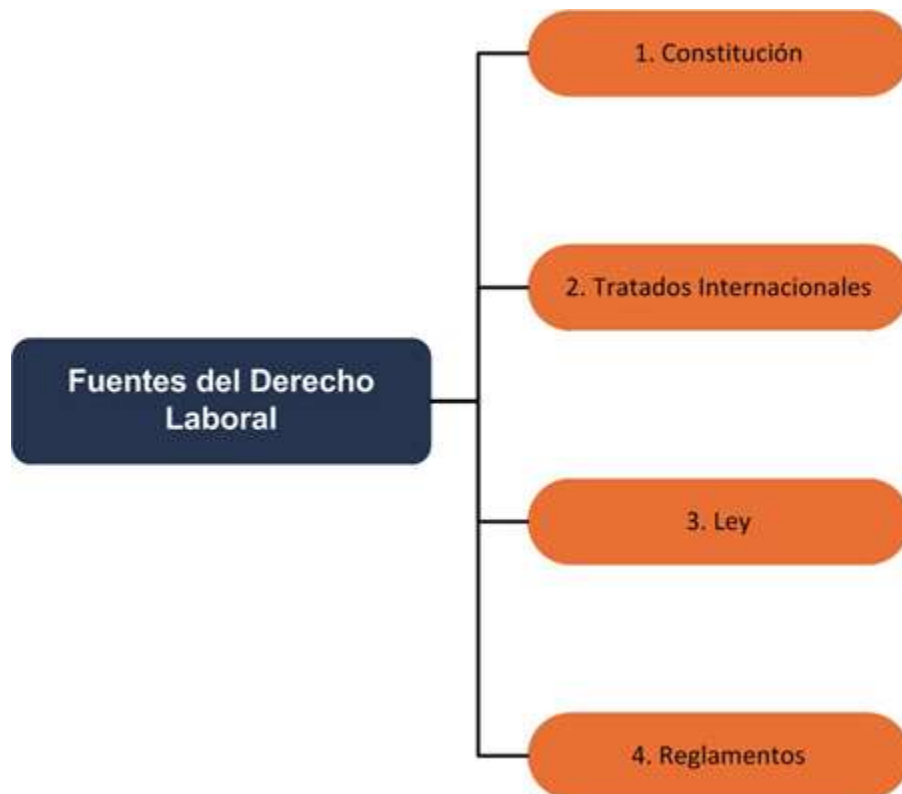 Fuentes del Derecho
Laboral
1. Constitución
2. Tratados Internacionales
3. Ley
4. Reglamentos